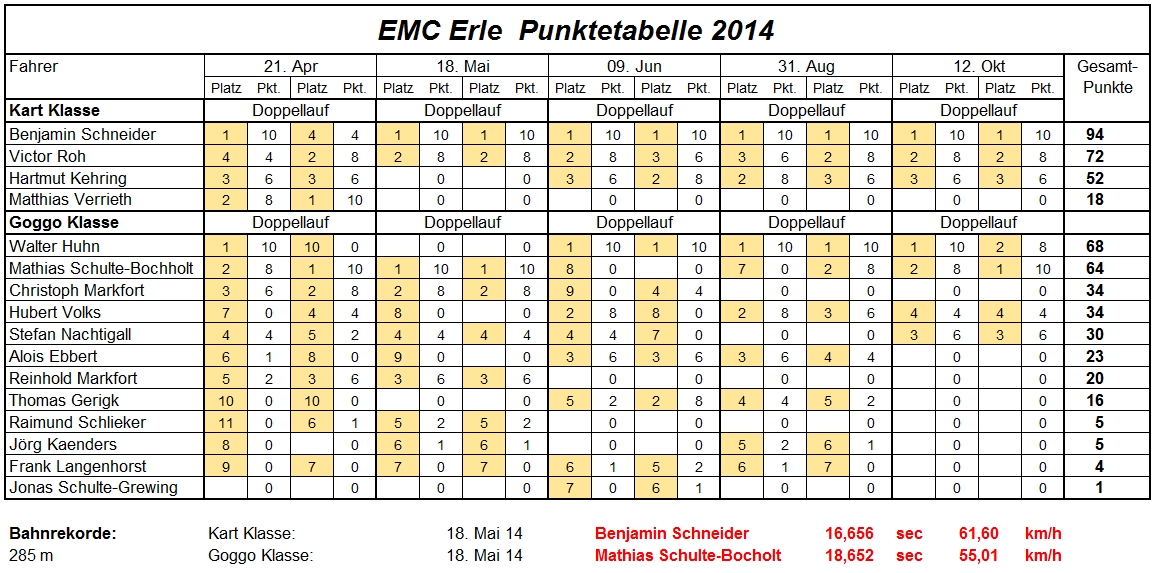 EMC Erle Punktetabelle 2014
Fahrer 21. Apr 18. Mai 09. Jun 31. Aug 12. Okt Gesamt-
Platz Pkt. Platz Pkt. Platz Pkt. Platz Pkt. Platz Pkt. Platz Pkt. Platz Pkt. Platz Pkt. Platz Pkt. Platz Pkt. Punkte
Kart Klasse Doppellauf Doppellauf Doppellauf Doppellauf Doppellauf
Benjamin Schneider 1 10 4 4 1 10 1 10 1 10 1 10 1 10 1 10 1 10 1 10 94
Victor Roh 4 4 2 8 2 8 2 8 2 8 3 6 3 6 2 8 2 8 2 8 72
Hartmut Kehring 3 6 3 6 0 0 3 6 2 8 2 8 3 6 3 6 3 6 52
Matthias Verrieth 2 8 1 10 0 0 0 0 0 0 0 0 18
Goggo Klasse Doppellauf Doppellauf Doppellauf Doppellauf Doppellauf
Walter Huhn 1 10 10 0 0 0 1 10 1 10 1 10 1 10 1 10 2 8 68
Mathias Schulte-Bochholt 2 8 1 10 1 10 1 10 8 0 0 7 0 2 8 2 8 1 10 64
Christoph Markfort 3 6 2 8 2 8 2 8 9 0 4 4 0 0 0 0 34
Hubert Volks 7 0 4 4 8 0 0 2 8 8 0 2 8 3 6 4 4 4 4 34
Stefan Nachtigall 4 4 5 2 4 4 4 4 4 4 7 0 0 0 3 6 3 6 30
Alois Ebbert 6 1 8 0 9 0 0 3 6 3 6 3 6 4 4 0 0 23
Reinhold Markfort 5 2 3 6 3 6 3 6 0 0 0 0 0 0 20
Thomas Gerigk 10 0 10 0 0 0 5 2 2 8 4 4 5 2 0 0 16
Raimund Schlieker 11 0 6 1 5 2 5 2 0 0 0 0 0 0 5
Jörg Kaenders 8 0 0 6 1 6 1 0 0 5 2 6 1 0 0 5
Frank Langenhorst 9 0 7 0 7 0 7 0 6 1 5 2 6 1 7 0 0 0 4
Jonas Schulte-Grewing 0 0 0 0 7 0 6 1 0 0 0 0 1
Bahnrekorde: Kart Klasse: 18. Mai 14 Benjamin Schneider 16,656 sec 61,60 km/h
285 m Goggo Klasse: 18. Mai 14 Mathias Schulte-Bocholt 18,652 sec 55,01 km/h